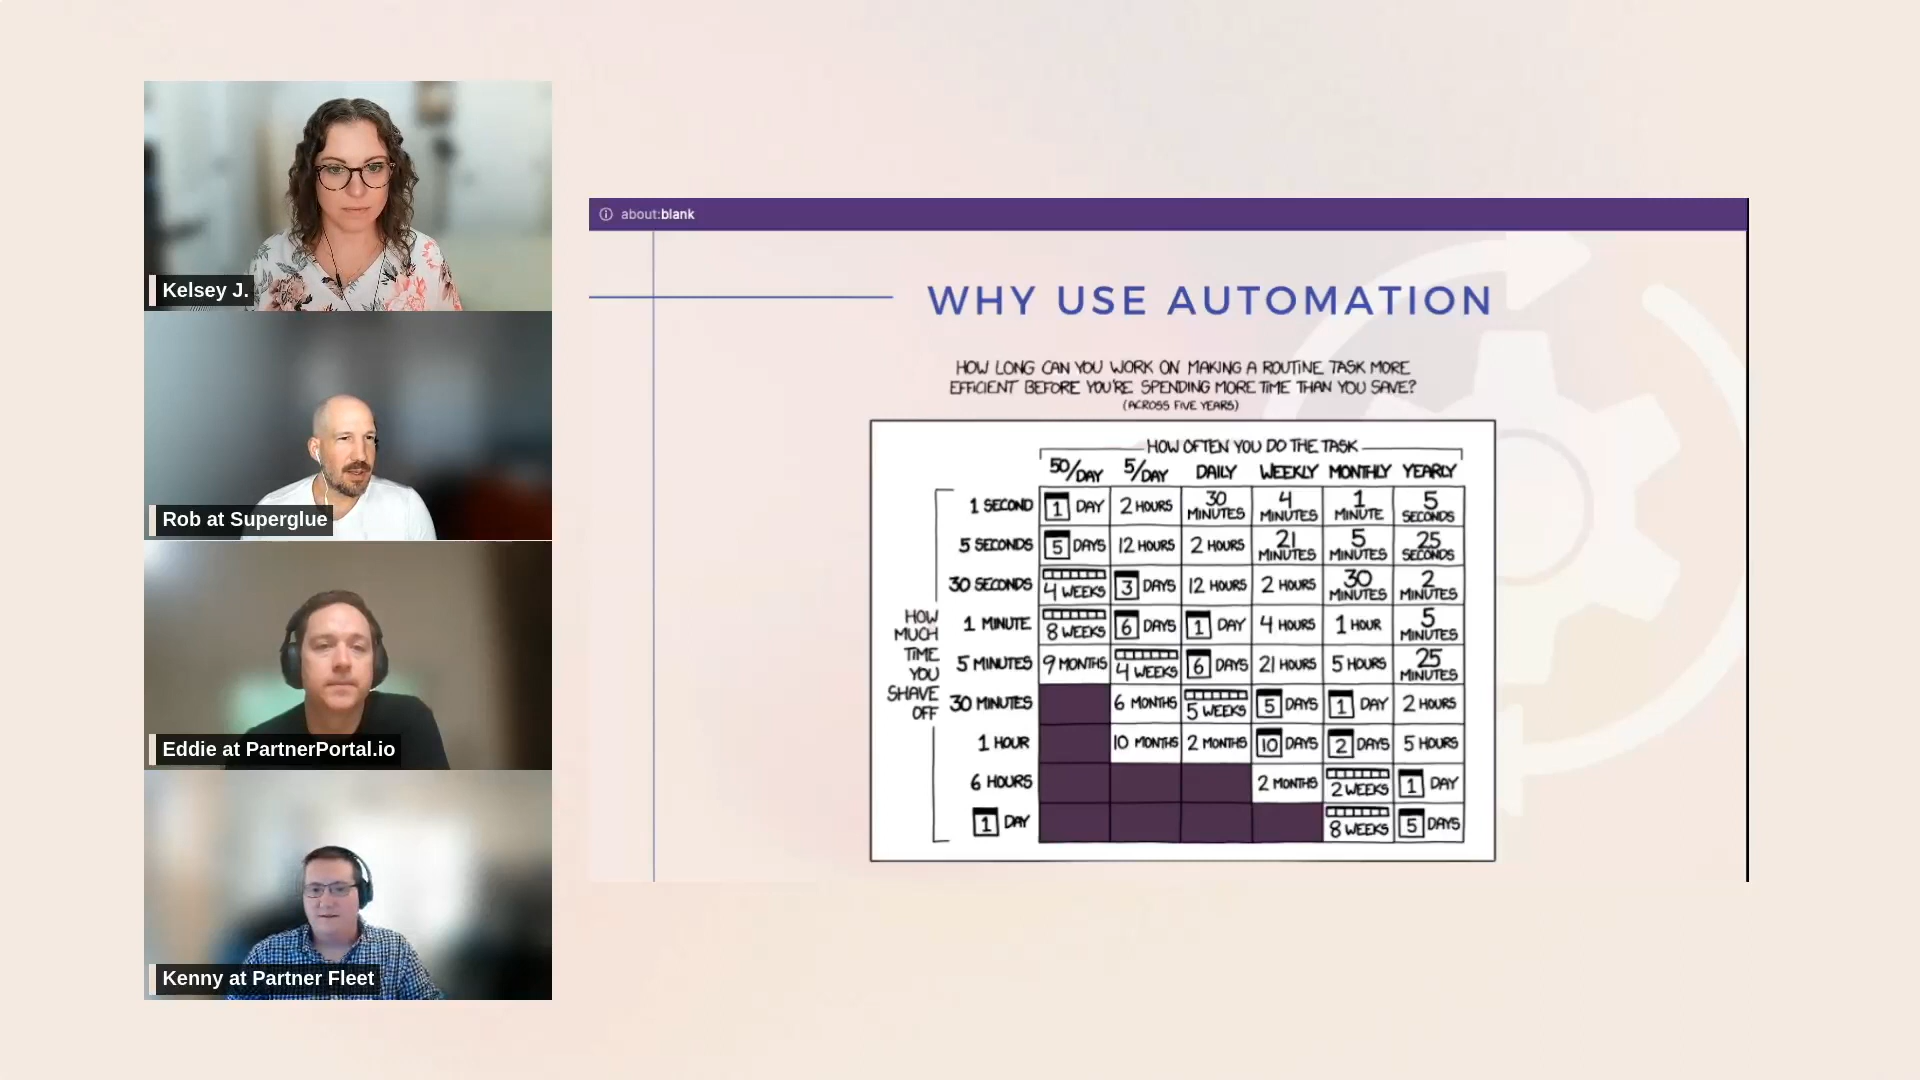 Kelsey J.
Rob at Superglue
Eddie at PartnerPortal.io
Kenny at Partner Fleet
about:blank
WHY USE AUTOMATION
HOW LONG CAN YOU WORK ON MAKING A ROUTINE TASK MORE
EFFICIENT BEFORE YOU'RE SPENDING MORE TIME THAN YOU SAVE?
(ACROSS FIVE YEARS)
HOW OFTEN YOU DO THE TASK
50/DAY 5/DAY DAILY WEEKLY MONTHLY YEARLY
HOW
MUCH
TIME
YOU
SHAVE
OFF
1 SECOND 1 DAY 2 HOURS 30 MINUTES 4 MINUTES 1 MINUTE 5 SECONDS
5 SECONDS 5 DAYS 12 HOURS 2 HOURS 21 MINUTES 5 MINUTES 25 SECONDS
30 SECONDS 4 WEEKS 3 DAYS 12 HOURS 2 HOURS 30 MINUTES 2 MINUTES
1 MINUTE 8 WEEKS 6 DAYS 1 DAY 4 HOURS 1 HOUR 5 MINUTES
5 MINUTES 9 MONTHS 4 WEEKS 6 DAYS 21 HOURS 5 HOURS 25 MINUTES
30 MINUTES 6 MONTHS 5 WEEKS 5 DAYS 1 DAY 2 HOURS
1 HOUR 10 MONTHS 2 MONTHS 10 DAYS 2 DAYS 5 HOURS
6 HOURS 2 MONTHS 2 WEEKS 1 DAY
1 DAY 8 WEEKS 5 DAYS